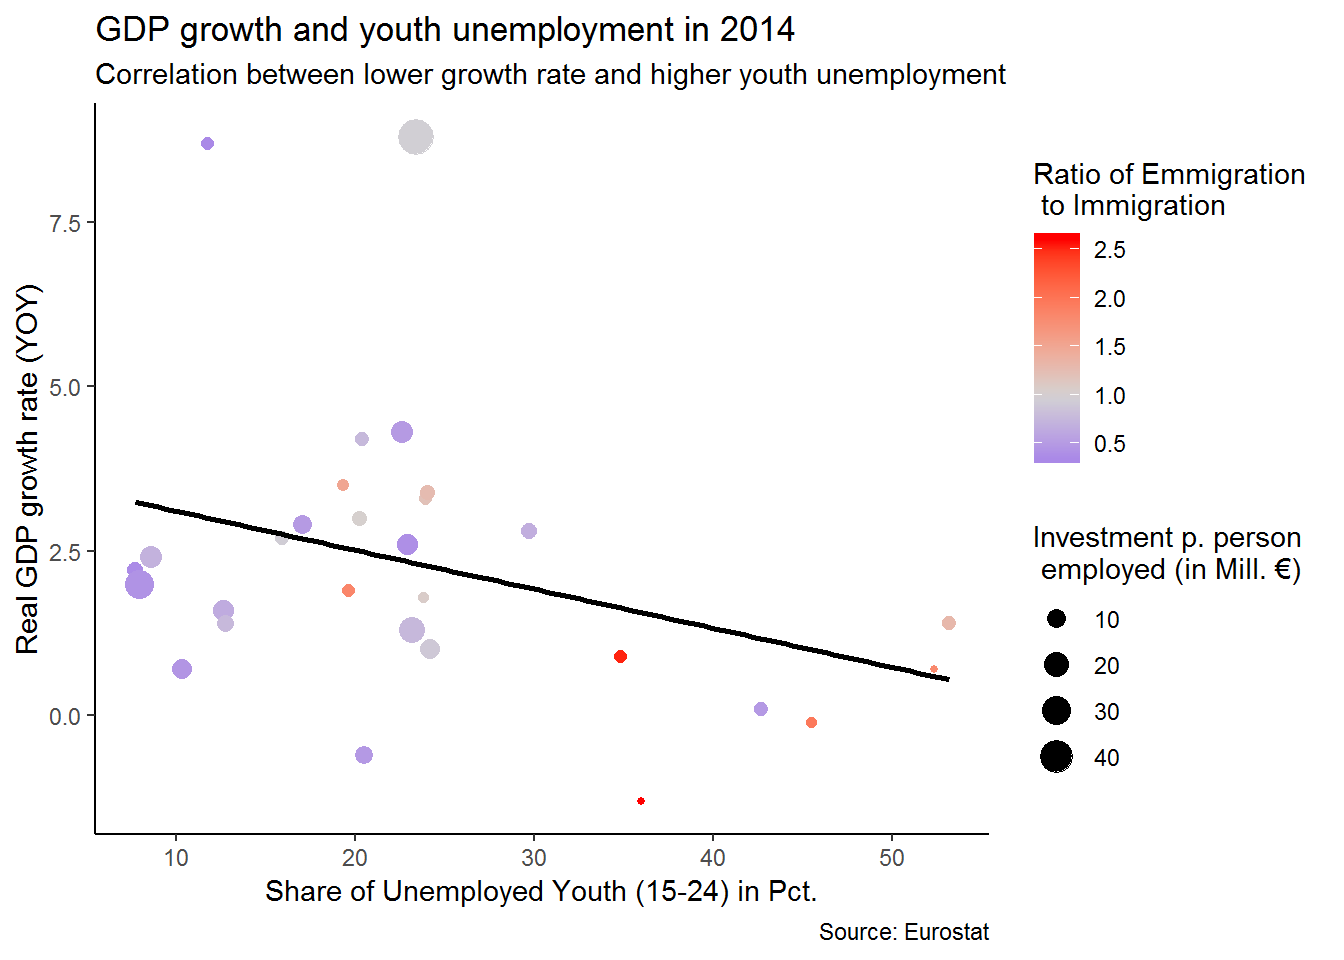 GDP growth and youth unemployment in 2014
Correlation between lower growth rate and higher youth unemployment
Real GDP growth rate (YOY)
7.5
5.0
2.5
0.0
10
20
30
40
50
Share of Unemployed Youth (15-24) in Pct.
Source: Eurostat
Ratio of Emmigration
to Immigration
2.5
2.0
1.5
1.0
0.5
Investment p. person
employed (in Mill. €)
10
20
30
40